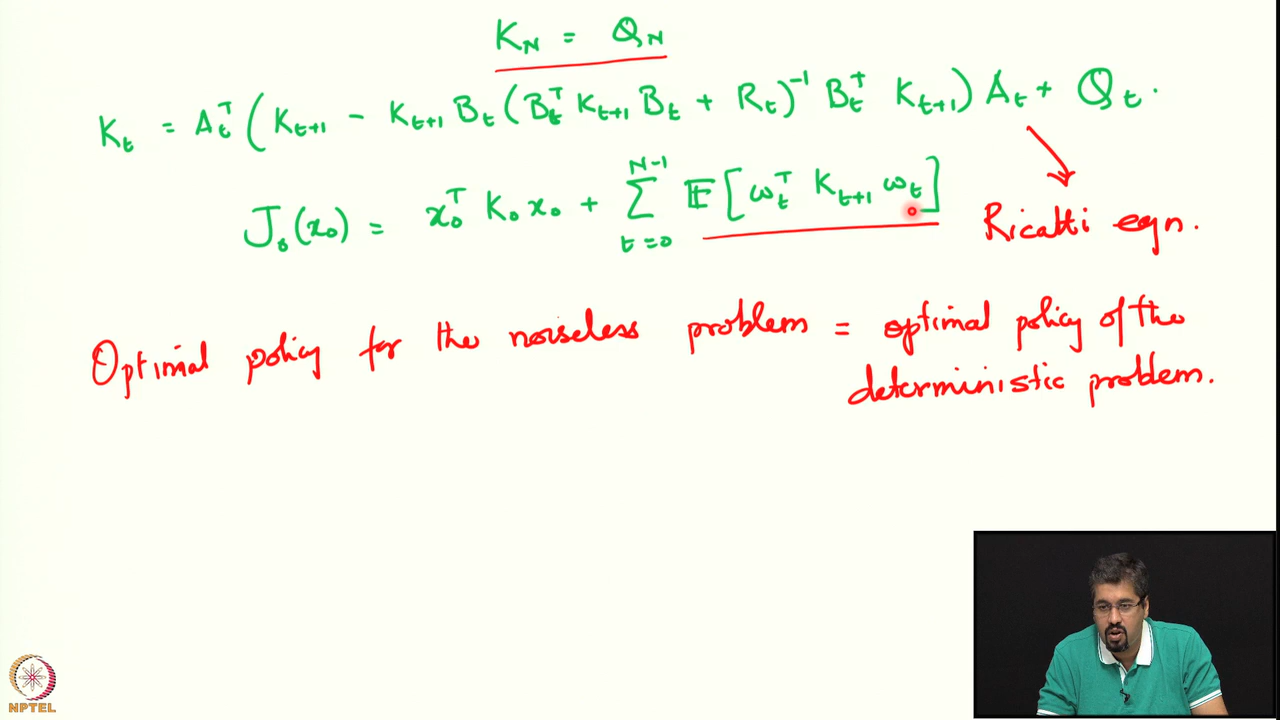 K_N = Q_N
K_t = A_t^T ( K_{t+1} - K_{t+1} B_t ( B_t^T K_{t+1} B_t + R_t )^{-1} B_t^T K_{t+1} ) A_t + Q_t .
J_0(x_0) = x_0^T K_0 x_0 + \sum_{t=0}^{N-1} 𝔼 [ ω_t^T K_{t+1} ω_t ]
Ricatti eqn.
Optimal policy for the noiseless problem = optimal policy of the
deterministic problem.
NPTEL